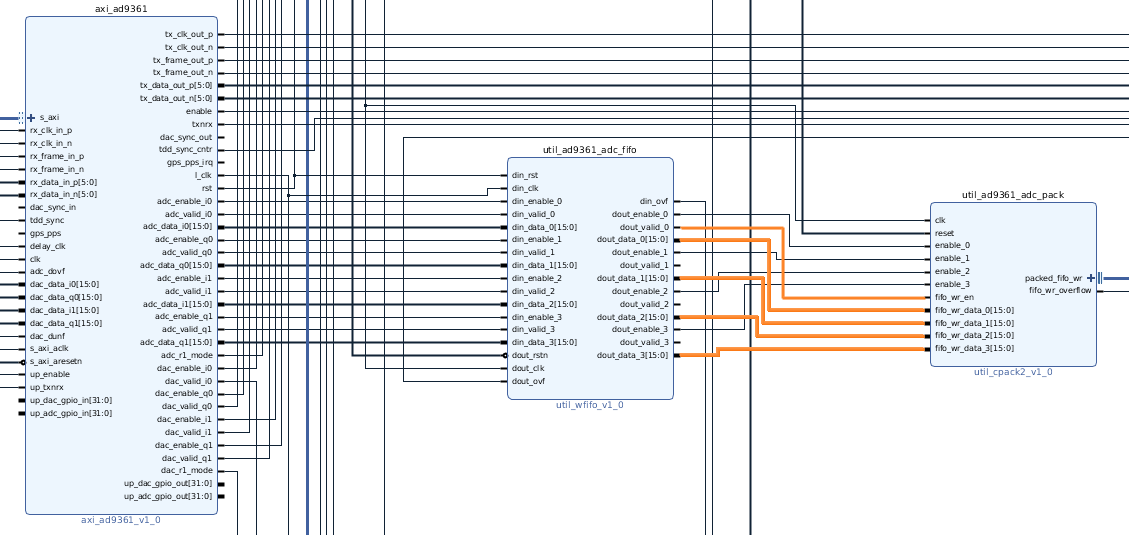 axi_ad9361
s_axi
rx_clk_in_p
rx_clk_in_n
rx_frame_in_p
rx_frame_in_n
rx_data_in_p[5:0]
rx_data_in_n[5:0]
dac_sync_in
tdd_sync
gps_pps
delay_clk
clk
adc_dovf
dac_data_i0[15:0]
dac_data_q0[15:0]
dac_data_i1[15:0]
dac_data_q1[15:0]
dac_dunf
s_axi_aclk
s_axi_aresetn
up_enable
up_txnrx
up_dac_gpio_in[31:0]
up_adc_gpio_in[31:0]
tx_clk_out_p
tx_clk_out_n
tx_frame_out_p
tx_frame_out_n
tx_data_out_p[5:0]
tx_data_out_n[5:0]
enable
txnrx
dac_sync_out
tdd_sync_cntr
gps_pps_irq
l_clk
rst
adc_enable_i0
adc_valid_i0
adc_data_i0[15:0]
adc_enable_q0
adc_valid_q0
adc_data_q0[15:0]
adc_enable_i1
adc_valid_i1
adc_data_i1[15:0]
adc_enable_q1
adc_valid_q1
adc_data_q1[15:0]
adc_r1_mode
dac_enable_i0
dac_valid_i0
dac_enable_q0
dac_valid_q0
dac_enable_i1
dac_valid_i1
dac_enable_q1
dac_valid_q1
dac_r1_mode
up_dac_gpio_out[31:0]
up_adc_gpio_out[31:0]
axi_ad9361_v1_0
util_ad9361_adc_fifo
din_rst
din_clk
din_enable_0
din_valid_0
din_data_0[15:0]
din_enable_1
din_valid_1
din_data_1[15:0]
din_enable_2
din_valid_2
din_data_2[15:0]
din_enable_3
din_valid_3
din_data_3[15:0]
dout_rstn
dout_clk
dout_ovf
din_ovf
dout_enable_0
dout_valid_0
dout_data_0[15:0]
dout_enable_1
dout_valid_1
dout_data_1[15:0]
dout_enable_2
dout_valid_2
dout_data_2[15:0]
dout_enable_3
dout_valid_3
dout_data_3[15:0]
util_wfifo_v1_0
util_ad9361_adc_pack
clk
reset
enable_0
enable_1
enable_2
enable_3
fifo_wr_en
fifo_wr_data_0[15:0]
fifo_wr_data_1[15:0]
fifo_wr_data_2[15:0]
fifo_wr_data_3[15:0]
packed_fifo_wr
fifo_wr_overflow
util_cpack2_v1_0